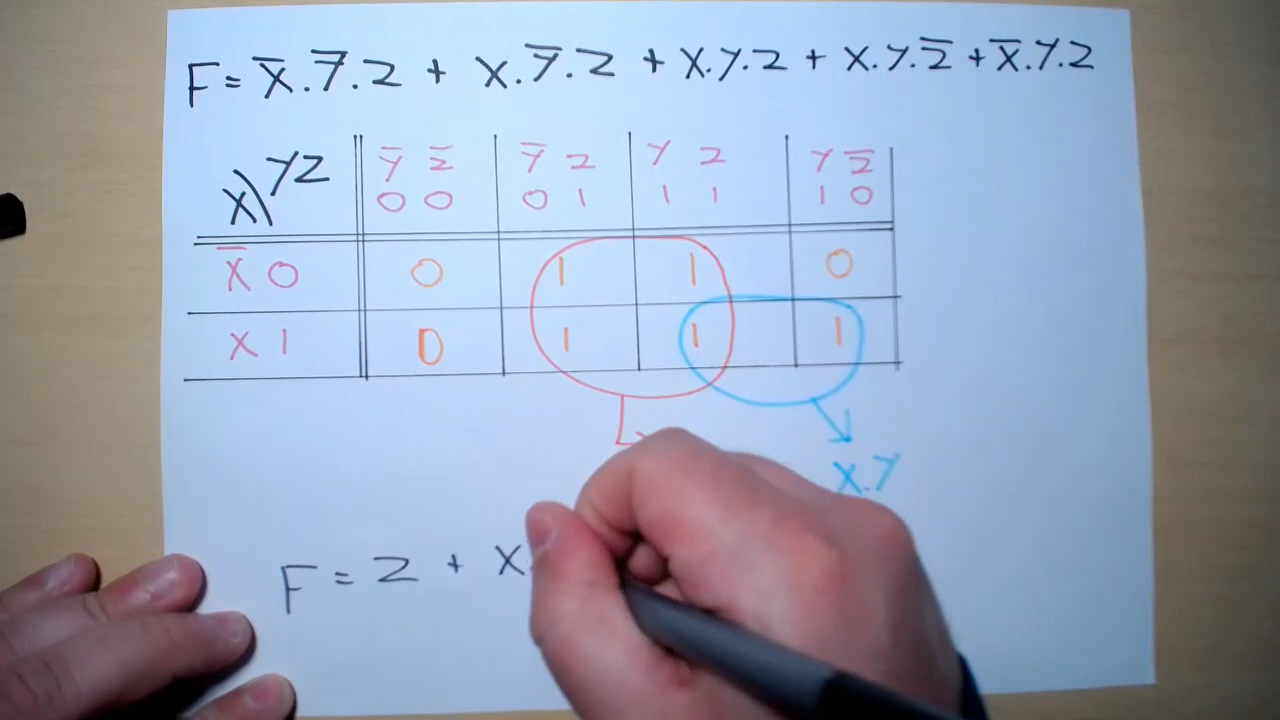 F = X̅.Y̅.Z + X.Y̅.Z + X.Y.Z + X.Y.Z̅ + X̅.Y.Z
X\YZ Y̅ Z̅ Y̅ Z Y Z Y Z̅
0 0 0 1 1 1 1 0
X̅ 0 0 1 1 0
X 1 0 1 1 1
X.Y
F = Z + X.